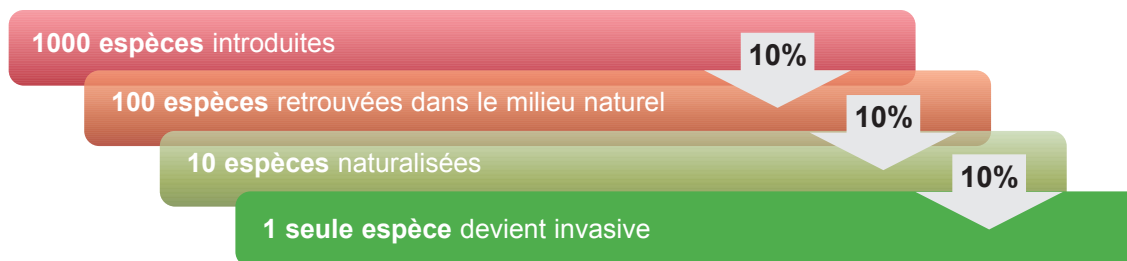 1000 espèces introduites
10%
100 espèces retrouvées dans le milieu naturel
10%
10 espèces naturalisées
10%
1 seule espèce devient invasive